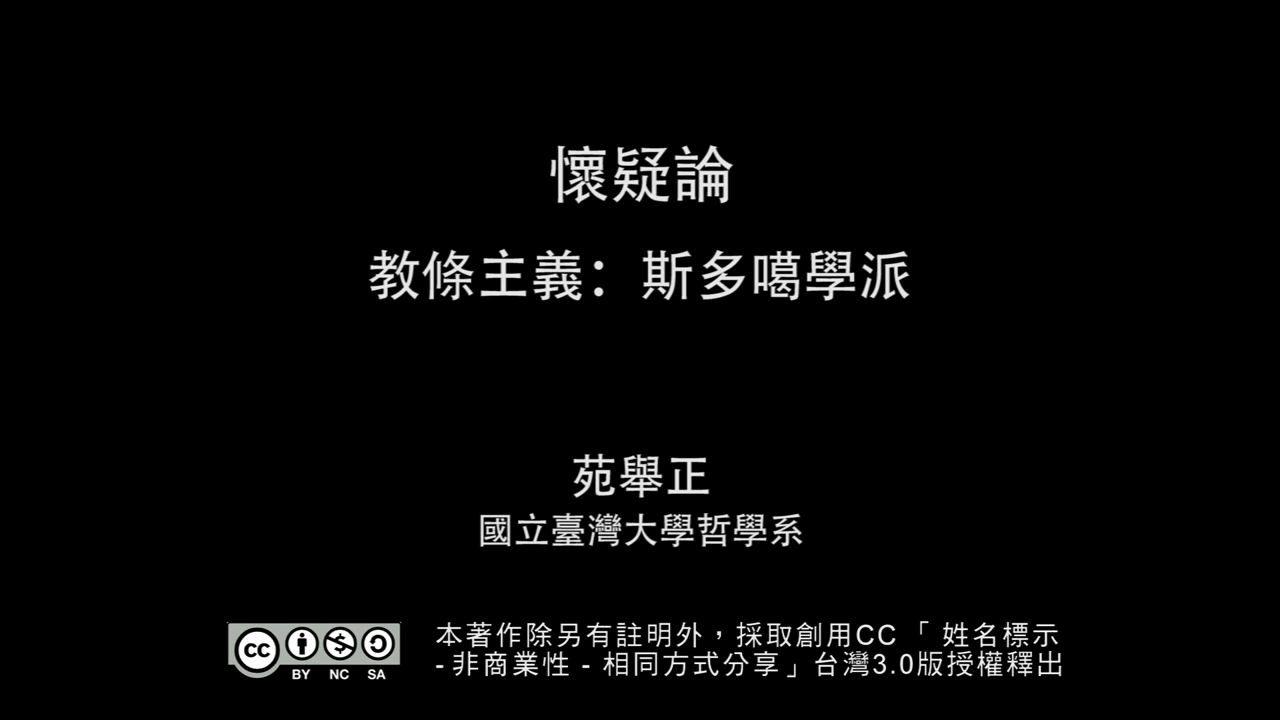 懷疑論
教條主義：斯多噶學派
苑舉正
國立臺灣大學哲學系
cc BY NC SA
本著作除另有註明外，採取創用CC「 姓名標示
- 非商業性 - 相同方式分享」台灣3.0版授權釋出